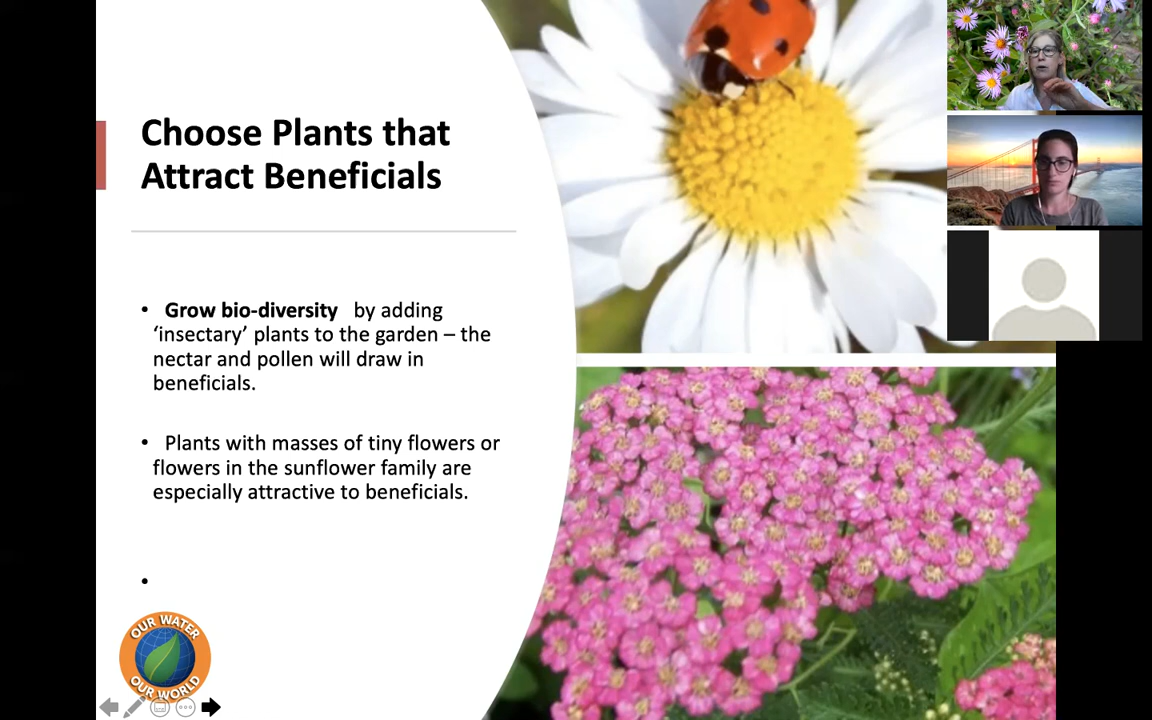 Choose Plants that
Attract Beneficials
• Grow bio-diversity by adding
‘insectary’ plants to the garden – the
nectar and pollen will draw in
beneficials.
• Plants with masses of tiny flowers or
flowers in the sunflower family are
especially attractive to beneficials.
•
OUR WATER
OUR WORLD